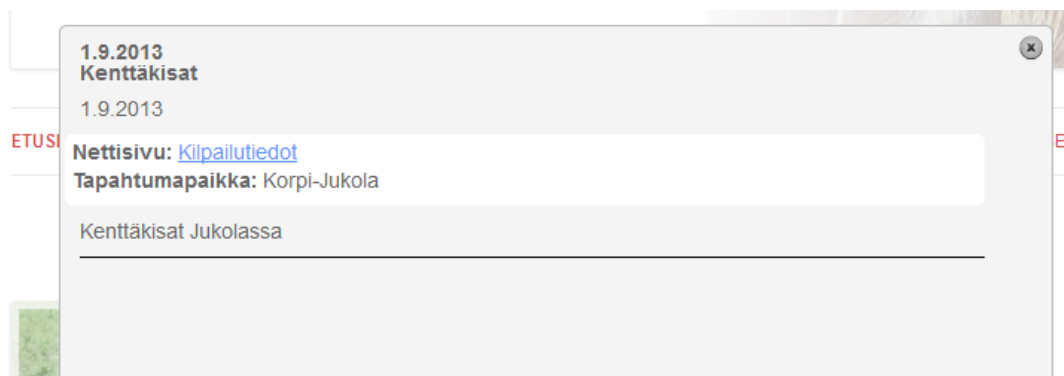 1.9.2013
Kenttäkisat
1.9.2013
Nettisivu: Kilpailutiedot
Tapahtumapaikka: Korpi-Jukola
Kenttäkisat Jukolassa